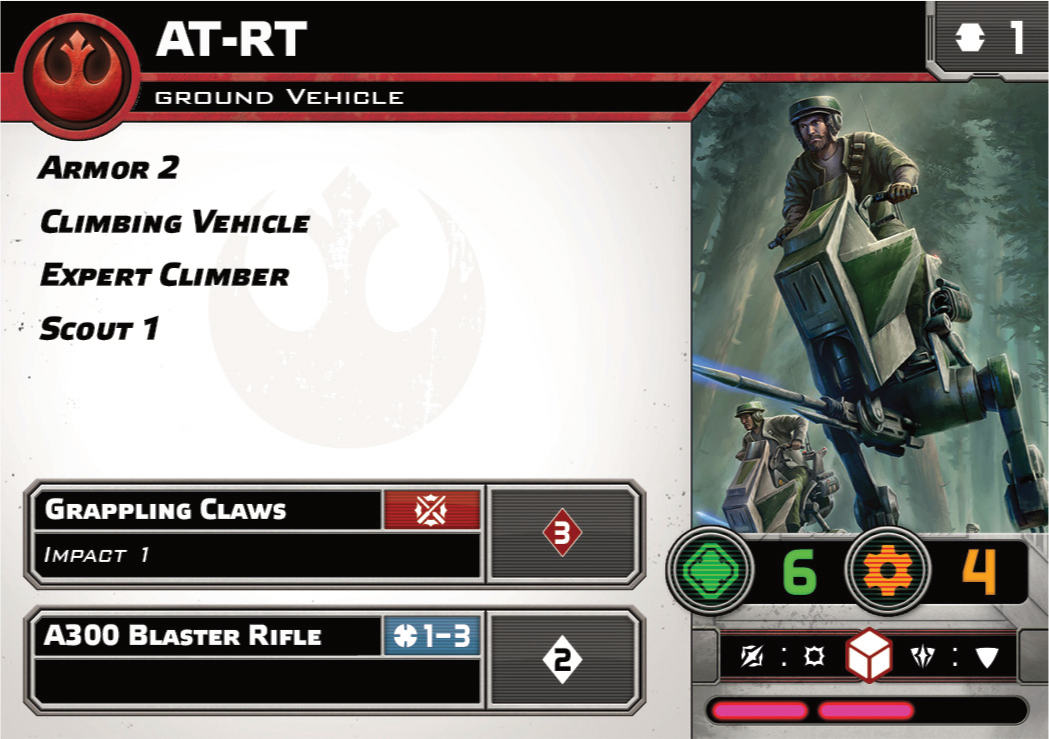 AT-RT
1
GROUND VEHICLE
ARMOR 2
CLIMBING VEHICLE
EXPERT CLIMBER
SCOUT 1
GRAPPLING CLAWS
3
IMPACT 1
6
4
A300 BLASTER RIFLE
1-3
2
:
: